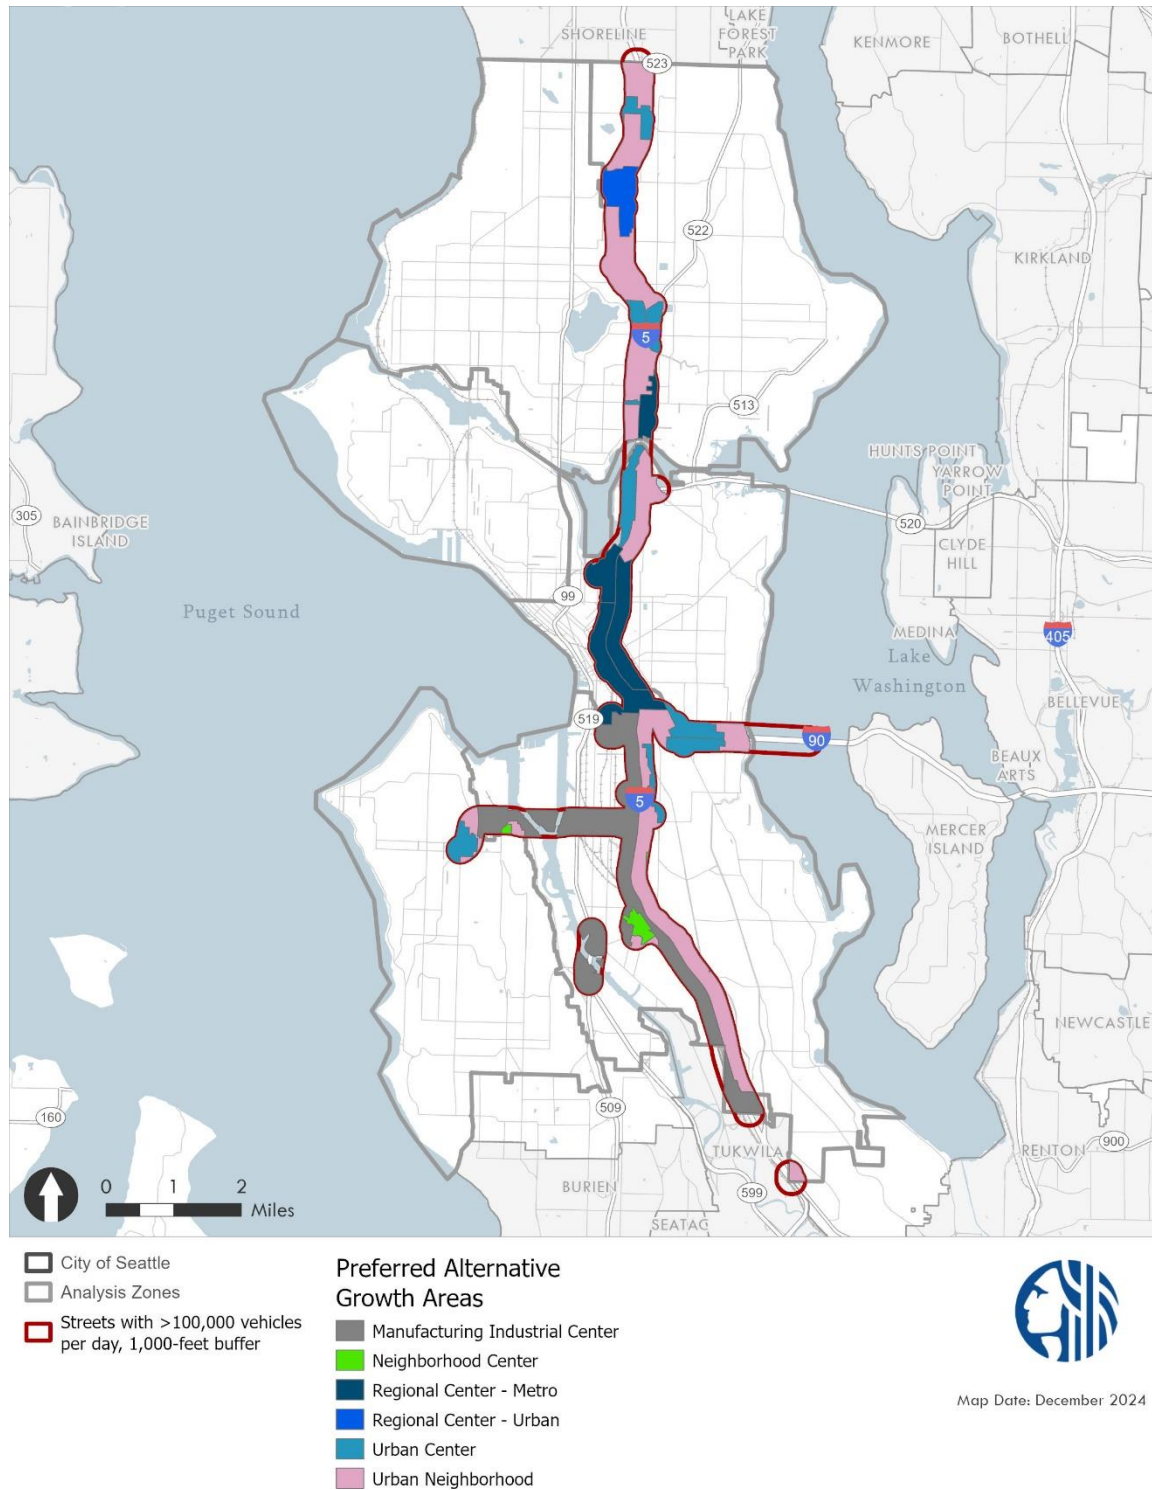 LAKE
FOREST
PARK
SHORELINE
KENMORE
BOTHELL
523
522
KIRKLAND
5
513
HUNTS POINT
YARROW
POINT
305
BAINBRIDGE
ISLAND
520
CLYDE
HILL
99
Puget Sound
MEDINA
405
Lake
Washington
BELLEVUE
519
90
BEAUX
ARTS
5
MERCER
ISLAND
NEWCASTLE
509
160
TUKWILA
RENTON
900
BURIEN
599
SEATAC
0 1 2
Miles
City of Seattle
Analysis Zones
Streets with >100,000 vehicles
per day, 1,000-feet buffer
Preferred Alternative
Growth Areas
Manufacturing Industrial Center
Neighborhood Center
Regional Center - Metro
Regional Center - Urban
Urban Center
Urban Neighborhood
Map Date: December 2024